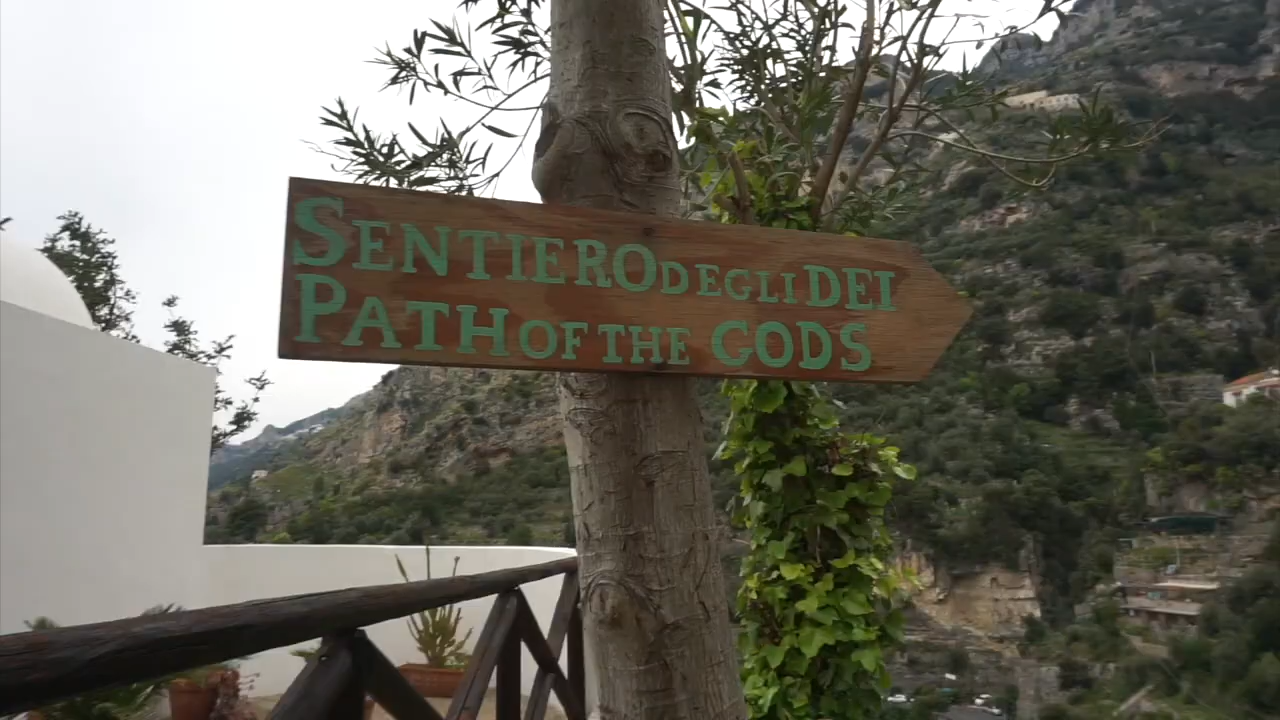 SENTIERO DEGLI DEI
PATH OF THE GODS